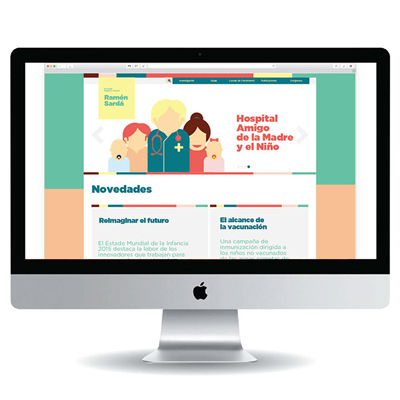 Ramón
Sardá
Hospital
Amigo
de la Madre
y el Niño
Novedades
Reimaginar el futuro
El Estado Mundial de la Infancia
2015 destaca la labor de los
innovadores que trabajan para
El alcance de
la vacunación
Una campaña de
inmunización dirigida a
los niños no vacunados